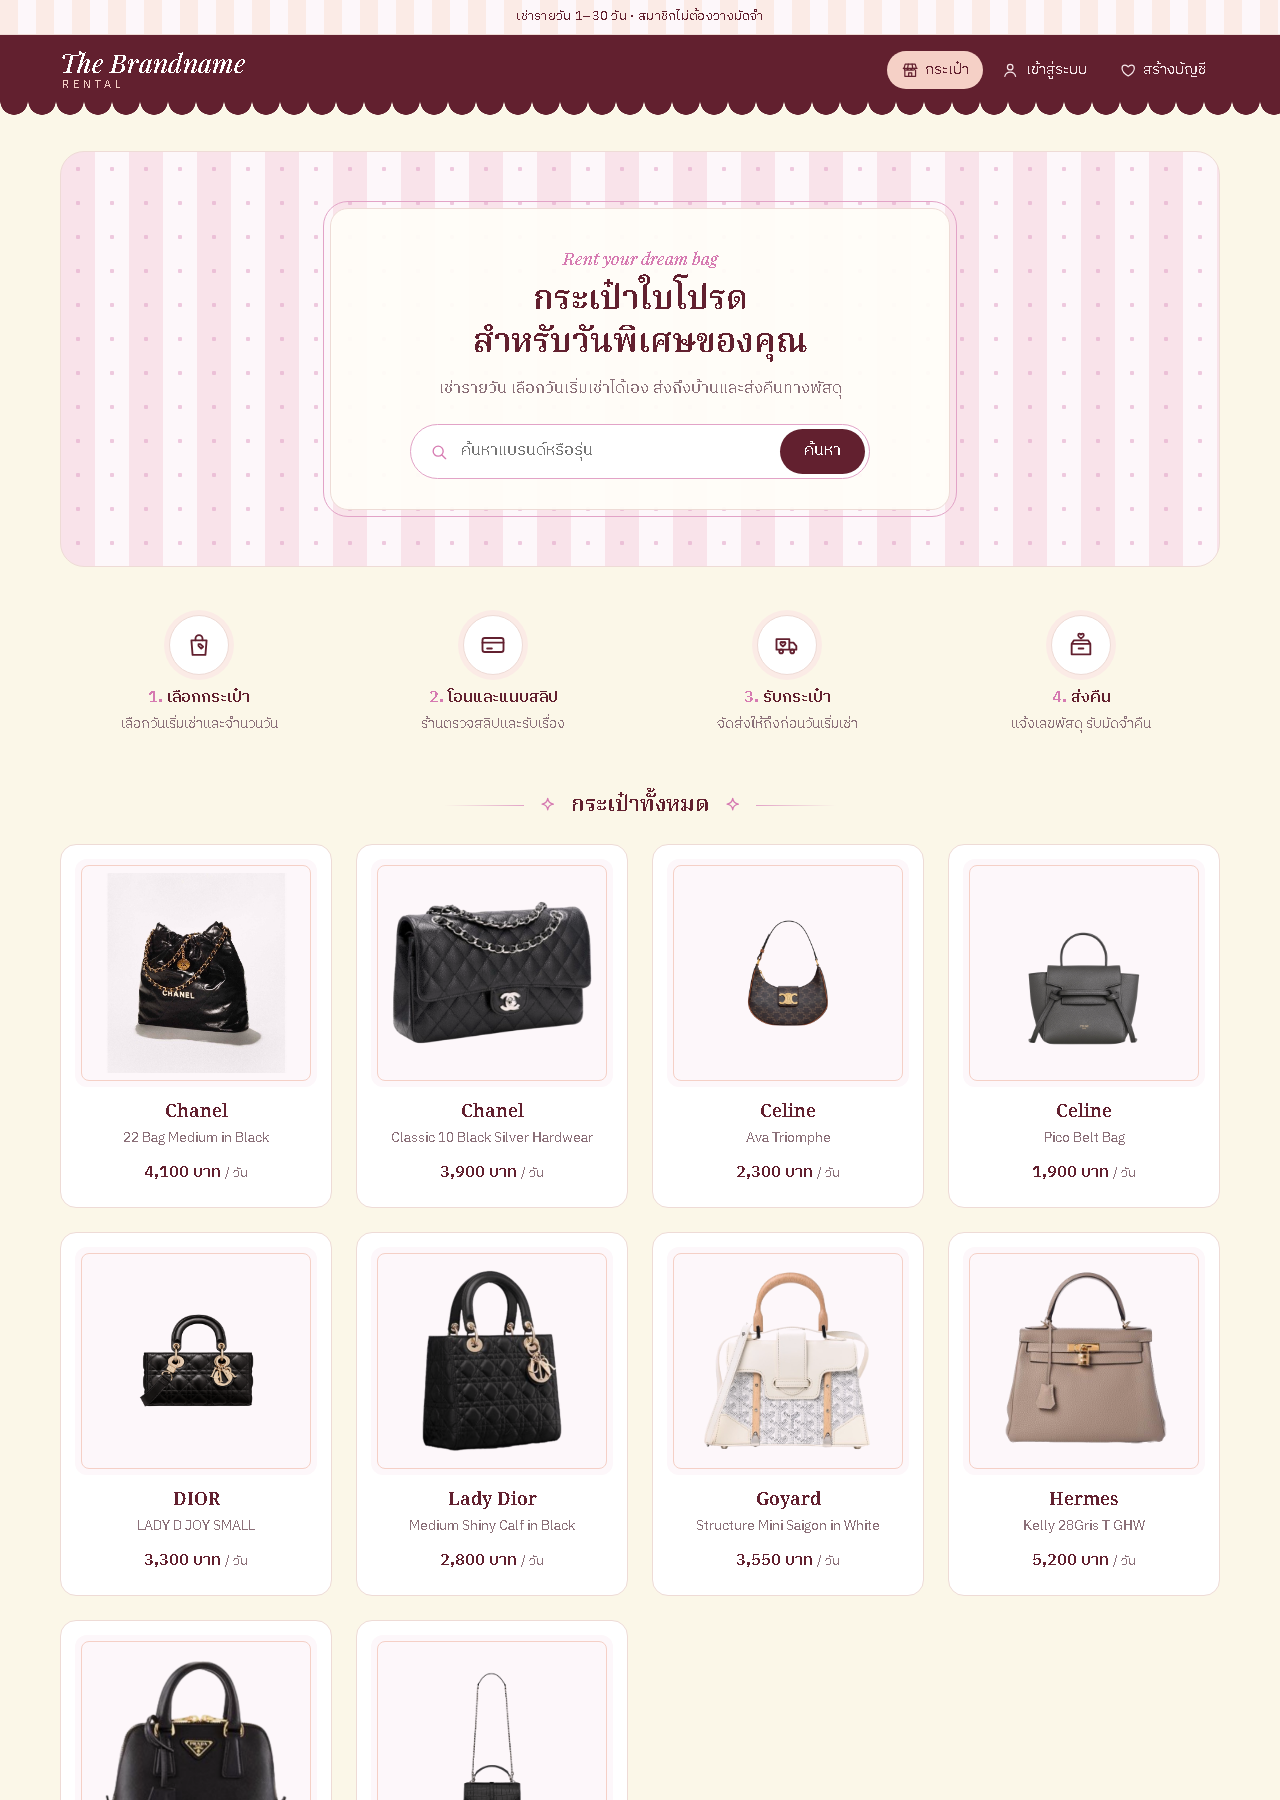 เช่ารายวัน 1–30 วัน · สมาชิกไม่ต้องวางมัดจำ
The Brandname
RENTAL
กระเป๋า
เข้าสู่ระบบ
สร้างบัญชี
Rent your dream bag
กระเป๋าใบโปรด
สำหรับวันพิเศษของคุณ
เช่ารายวัน เลือกวันเริ่มเช่าได้เอง ส่งถึงบ้านและส่งคืนทางพัสดุ
ค้นหาแบรนด์หรือรุ่น
ค้นหา
1. เลือกกระเป๋า
เลือกวันเริ่มเช่าและจำนวนวัน
2. โอนและแนบสลิป
ร้านตรวจสลิปและรับเรื่อง
3. รับกระเป๋า
จัดส่งให้ถึงก่อนวันเริ่มเช่า
4. ส่งคืน
แจ้งเลขพัสดุ รับมัดจำคืน
กระเป๋าทั้งหมด
CHANEL
Chanel
22 Bag Medium in Black
4,100 บาท / วัน
Chanel
Classic 10 Black Silver Hardwear
3,900 บาท / วัน
Celine
Ava Triomphe
2,300 บาท / วัน
Celine
Pico Belt Bag
1,900 บาท / วัน
DIOR
LADY D JOY SMALL
3,300 บาท / วัน
Lady Dior
Medium Shiny Calf in Black
2,800 บาท / วัน
Goyard
Structure Mini Saigon in White
3,550 บาท / วัน
Hermes
Kelly 28Gris T GHW
5,200 บาท / วัน
PRADA